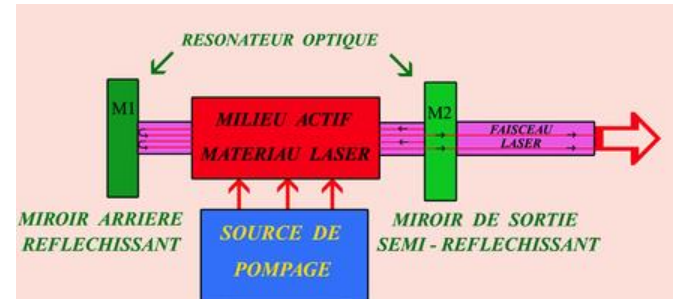 RESONATEUR OPTIQUE
M1
M2
MILIEU ACTIF
MATERIAU LASER
FAISCEAU
LASER
MIROIR ARRIERE
REFLECHISSANT
SOURCE DE
POMPAGE
MIROIR DE SORTIE
SEMI - REFLECHISSANT